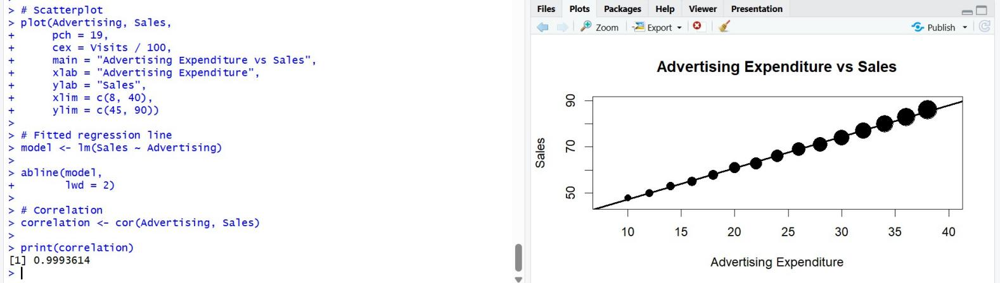 > # Scatterplot
> plot(Advertising, Sales,
+      pch = 19,
+      cex = Visits / 100,
+      main = "Advertising Expenditure vs Sales",
+      xlab = "Advertising Expenditure",
+      ylab = "Sales",
+      xlim = c(8, 40),
+      ylim = c(45, 90))
>
> # Fitted regression line
> model <- lm(Sales ~ Advertising)
>
> abline(model,
+        lwd = 2)
>
> # Correlation
> correlation <- cor(Advertising, Sales)
>
> print(correlation)
[1] 0.9993614
>
Files Plots Packages Help Viewer Presentation
Zoom Export Publish
Advertising Expenditure vs Sales
Sales
90
70
50
10 15 20 25 30 35 40
Advertising Expenditure